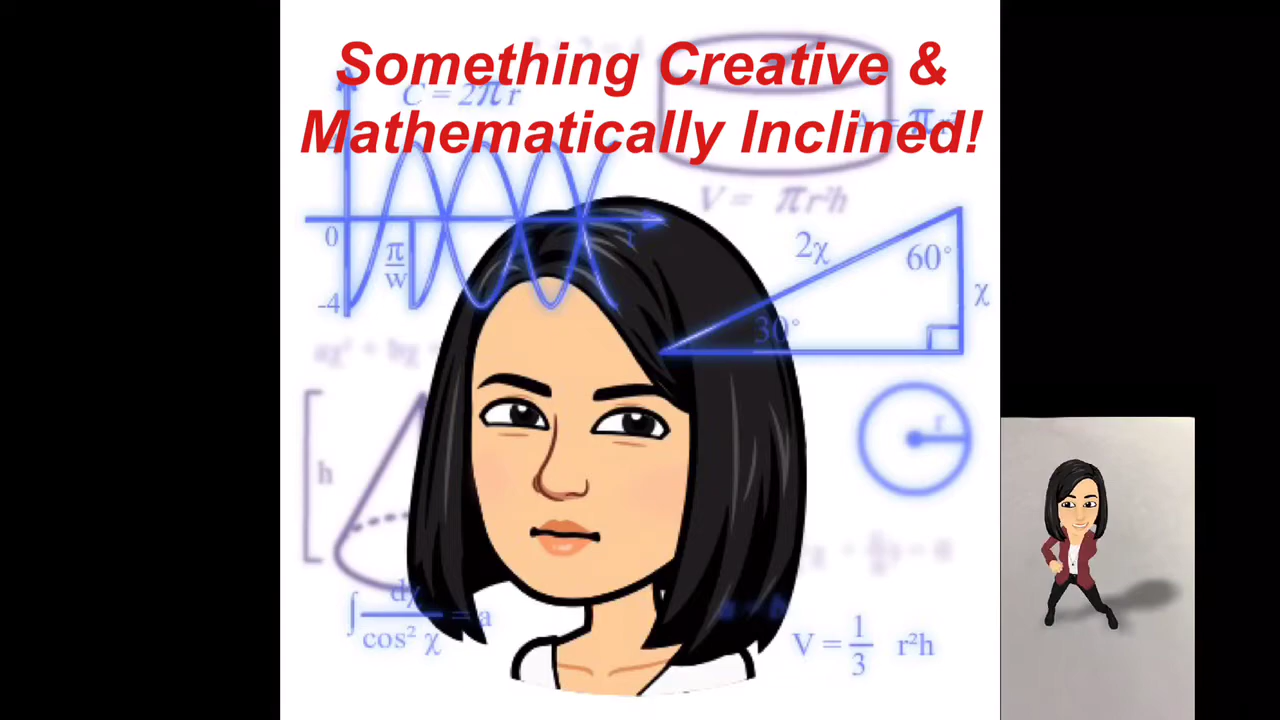 Something Creative &
Mathematically Inclined!
C = 2πr
V = πr²h
0
π
w
-4
t
2χ
60°
χ
30°
h
r
∫ dχ
cos² χ
= a
V = 1
3
r²h